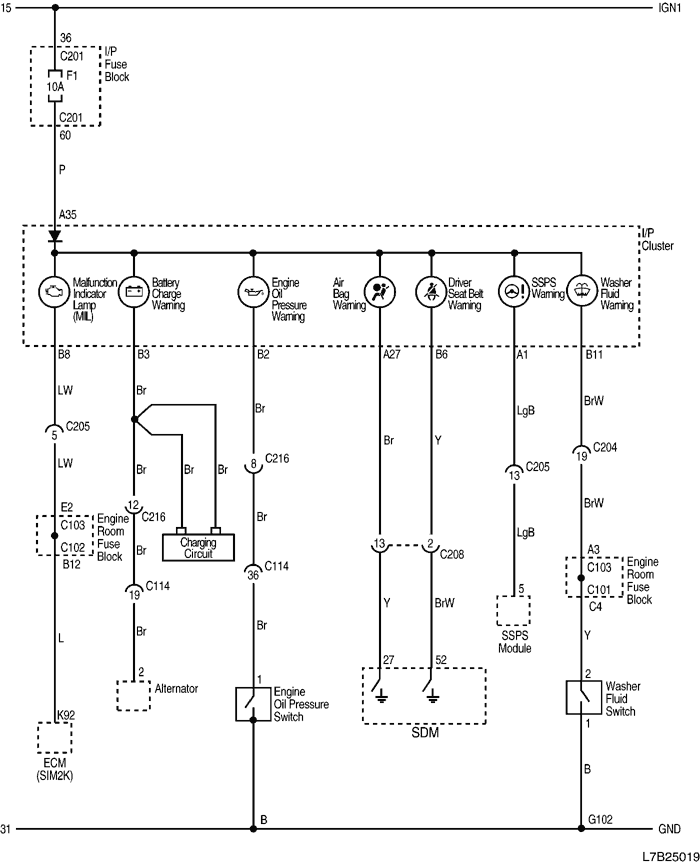 15
IGN1
36
C201
I/P
Fuse
Block
F1
10A
C201
60
P
A35
I/P
Cluster
Malfunction
Indicator
Lamp
(MIL)
Battery
Charge
Warning
Engine
Oil
Pressure
Warning
Air
Bag
Warning
Driver
Seat Belt
Warning
SSPS
Warning
Washer
Fluid
Warning
B8
B3
B2
A27
B6
A1
B11
LW
Br
Br
Br
Y
LgB
BrW
C205
5
C216
8
C205
13
C204
19
LW
Br
Br
Br
Br
LgB
BrW
12
C216
13
2
C208
E2
C103
C102
B12
Engine
Room
Fuse
Block
Charging
Circuit
A3
C103
C101
C4
Engine
Room
Fuse
Block
Br
C114
19
C114
36
5
SSPS
Module
L
Br
Br
Y
BrW
Y
2
Alternator
1
Engine
Oil Pressure
Switch
27
52
SDM
2
Washer
Fluid
Switch
1
K92
ECM
(SIM2K)
B
31
B
G102
GND
L7B25019